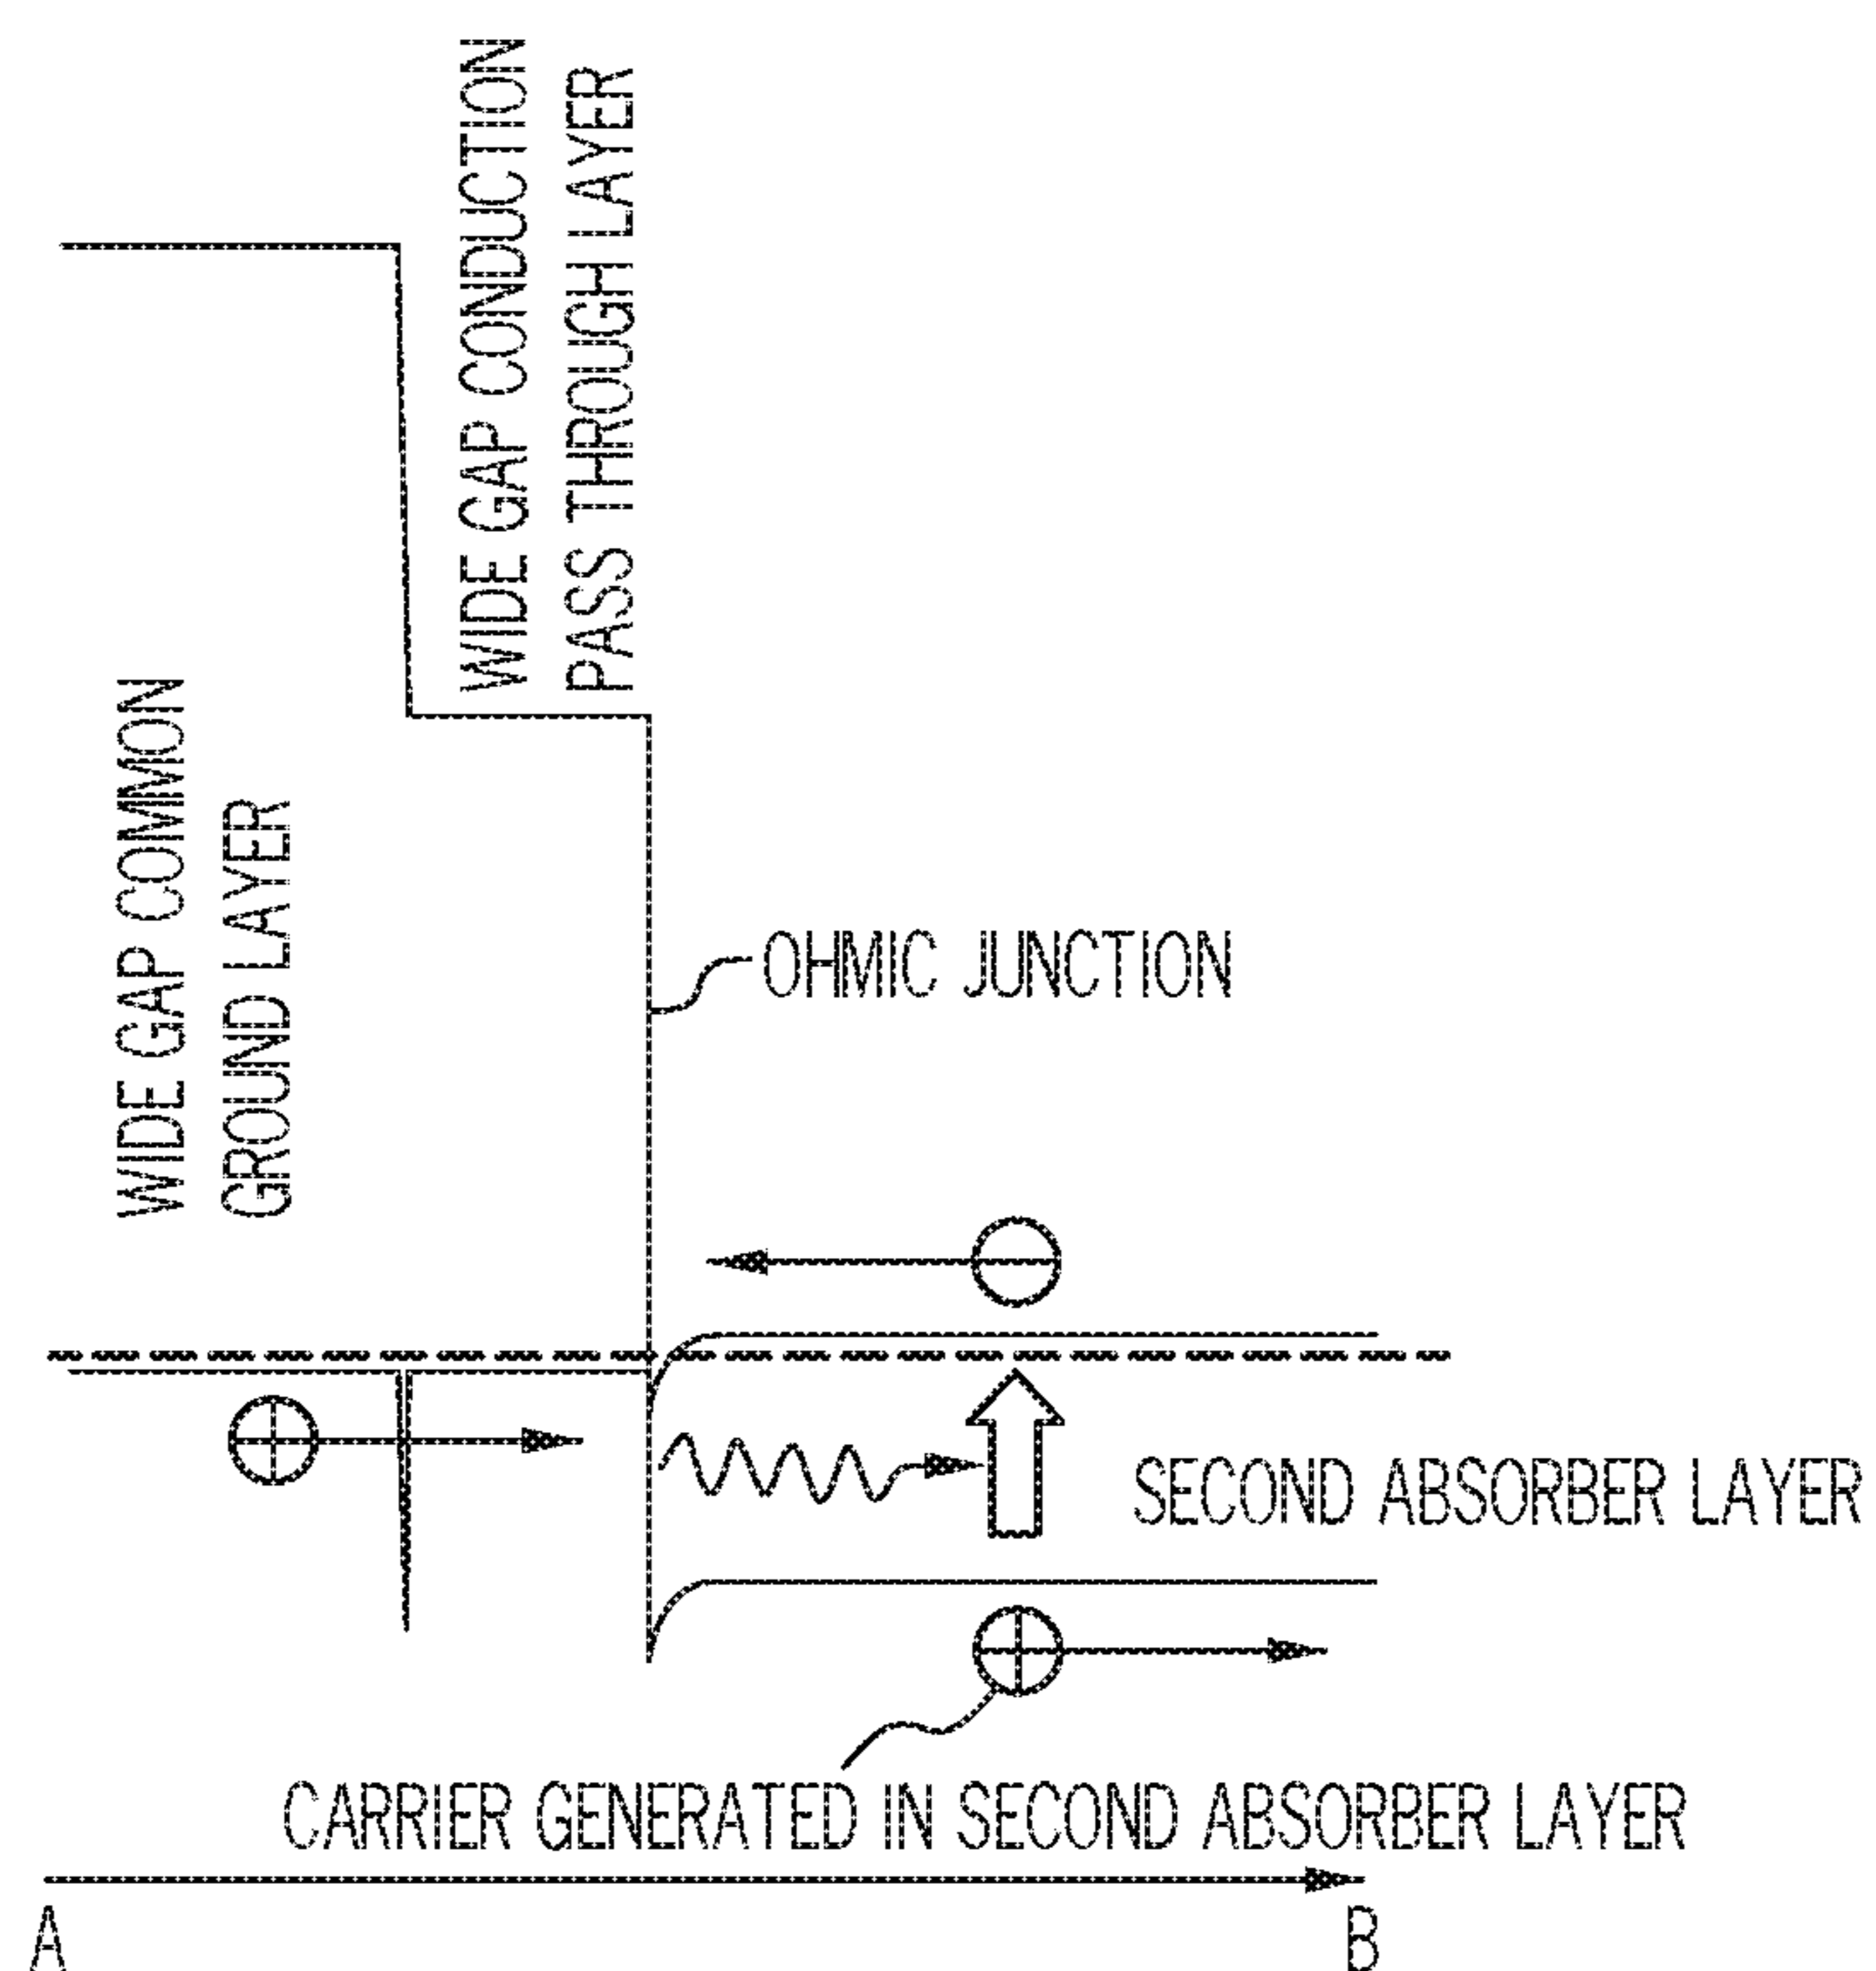 WIDE GAP COMMON
GROUND LAYER
WIDE GAP CONDUCTION
PASS THROUGH LAYER
OHMIC JUNCTION
SECOND ABSORBER LAYER
CARRIER GENERATED IN SECOND ABSORBER LAYER
A
B